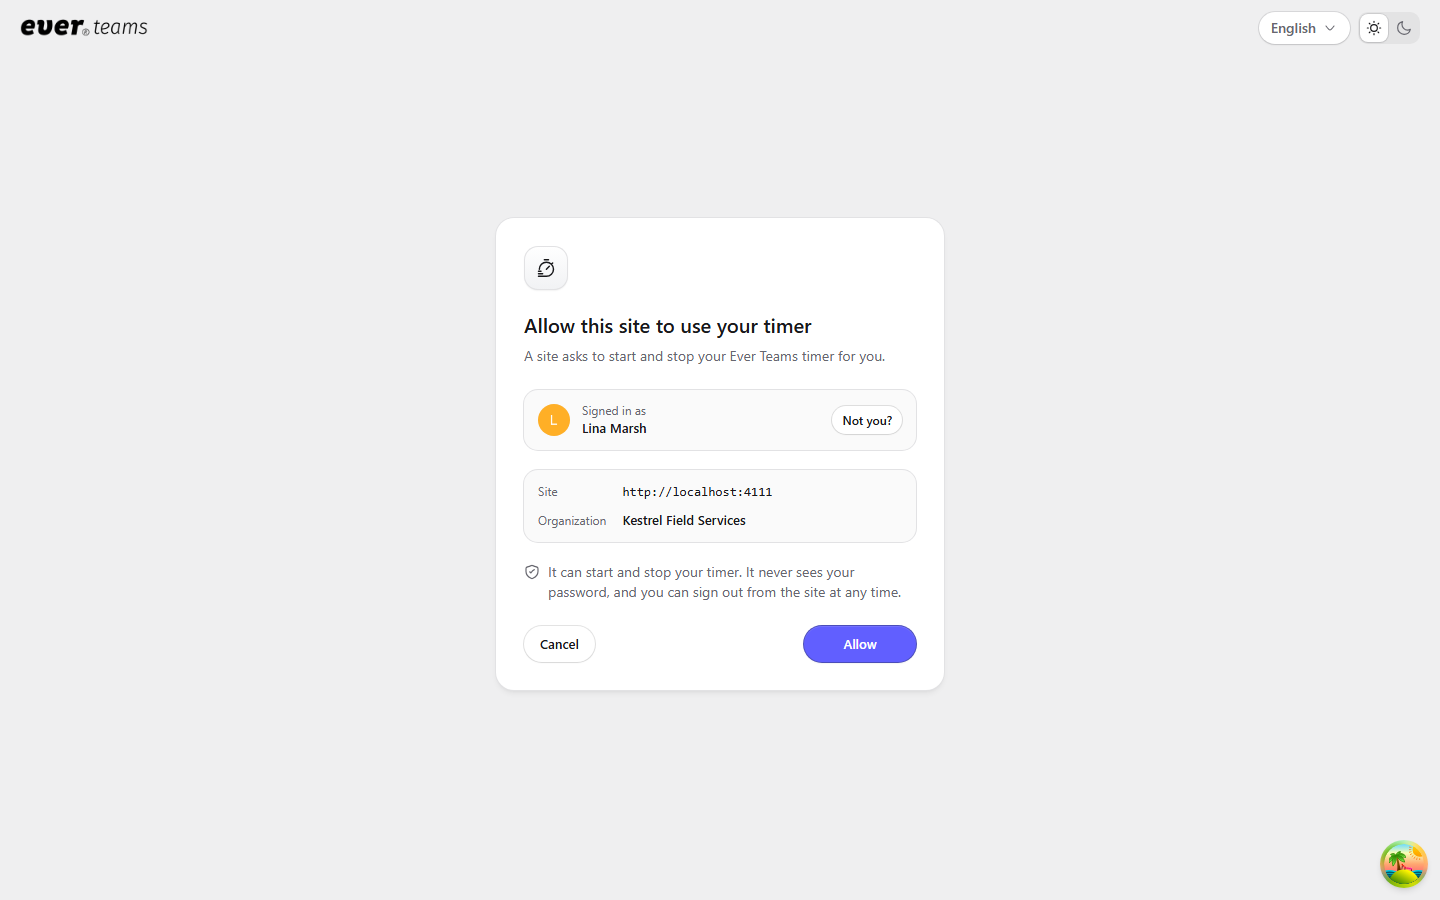 ever® teams
English
Allow this site to use your timer
A site asks to start and stop your Ever Teams timer for you.
L
Signed in as
Lina Marsh
Not you?
Site http://localhost:4111
Organization Kestrel Field Services
It can start and stop your timer. It never sees your
password, and you can sign out from the site at any time.
Cancel
Allow